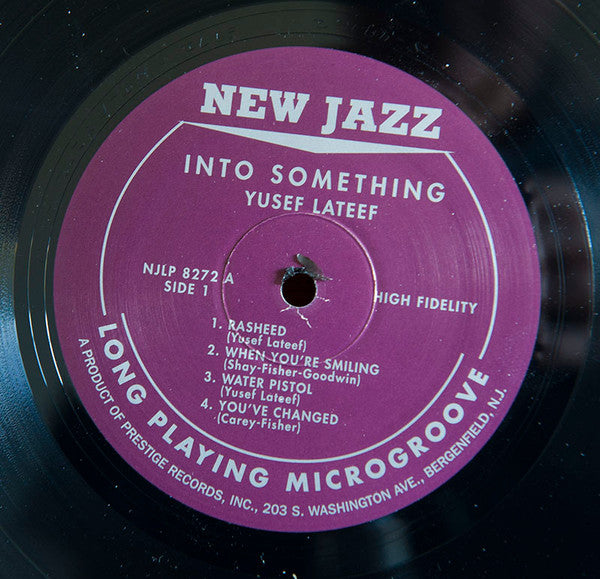 NEW JAZZ
INTO SOMETHING
YUSEF LATEEF
NJLP 8272 A
SIDE 1
HIGH FIDELITY
1. RASHEED
(Yusef Lateef)
2. WHEN YOU'RE SMILING
(Shay-Fisher-Goodwin)
3. WATER PISTOL
(Yusef Lateef)
4. YOU'VE CHANGED
(Carey-Fisher)
LONG PLAYING MICROGROOVE
A PRODUCT OF PRESTIGE RECORDS, INC., 203 S. WASHINGTON AVE., BERGENFIELD, N.J.